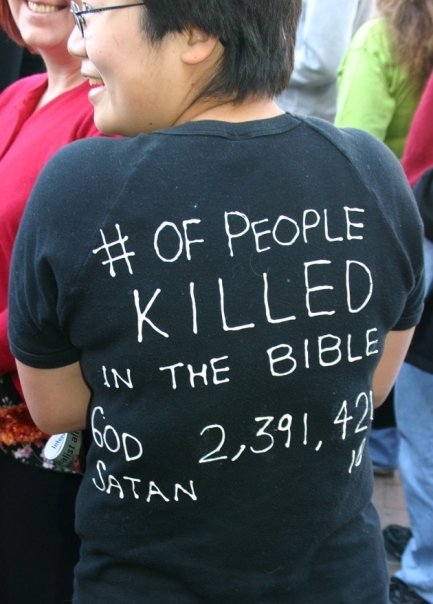 # OF PEOPLE
KILLED
IN THE BIBLE
GOD 2,391,421
SATAN 10